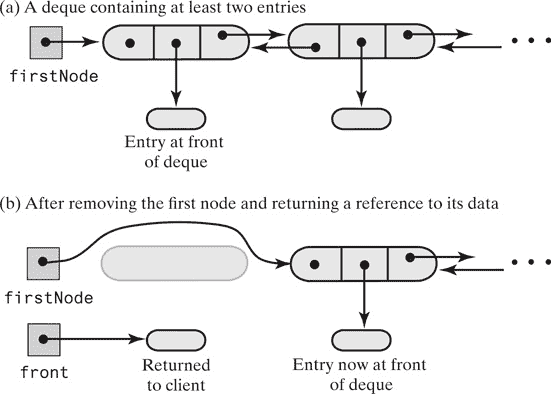 (a) A deque containing at least two entries
firstNode
Entry at front
of deque
(b) After removing the first node and returning a reference to its data
firstNode
front
Returned
to client
Entry now at front
of deque